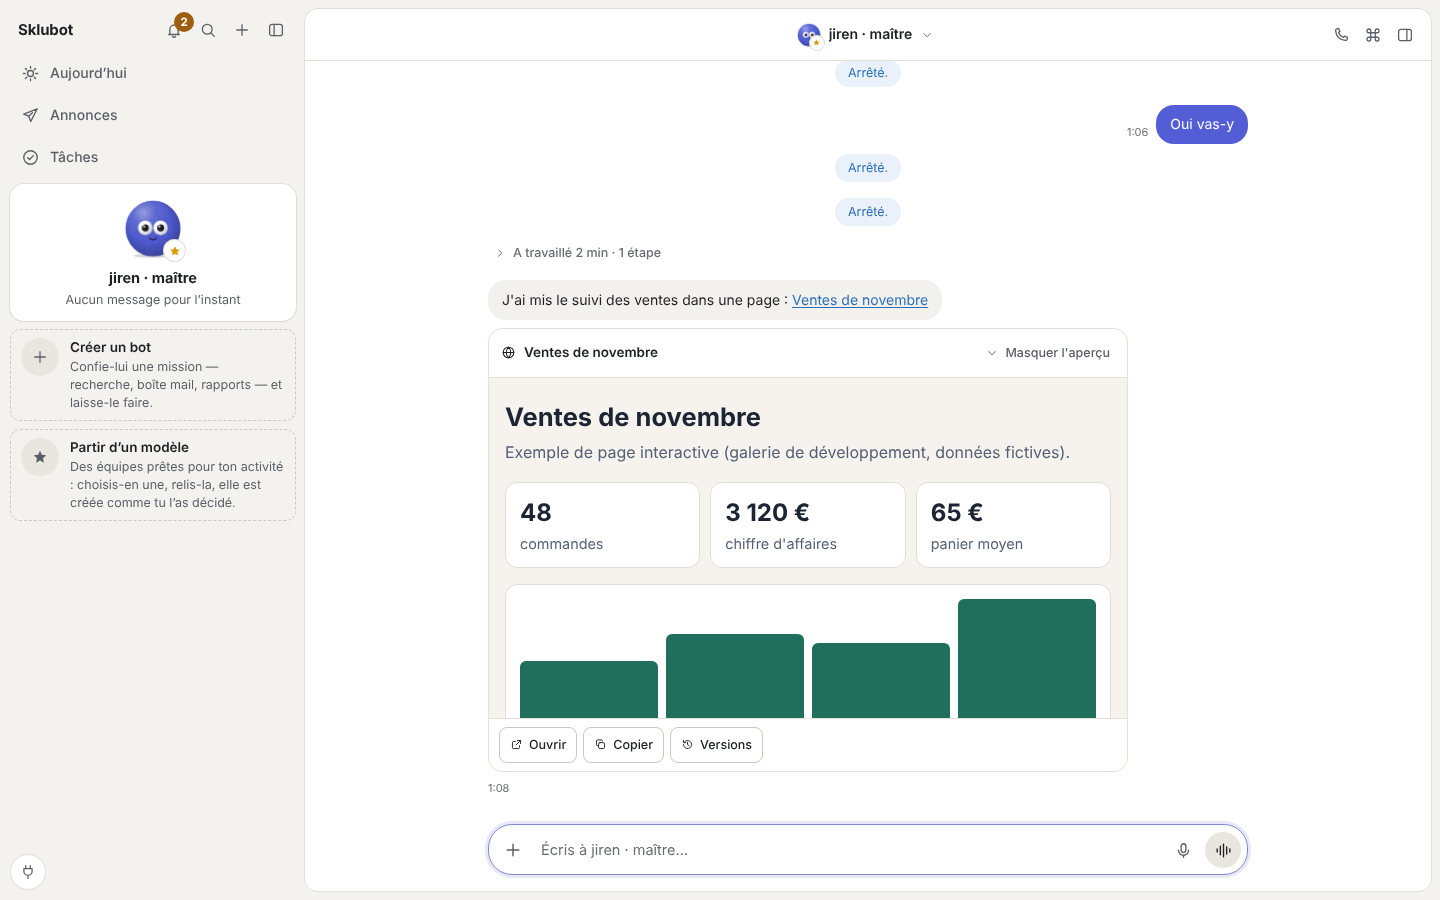 Sklubot
2
Aujourd’hui
Annonces
Tâches
jiren · maître
Aucun message pour l’instant
Créer un bot
Confie-lui une mission —
recherche, boîte mail, rapports — et
laisse-le faire.
Partir d’un modèle
Des équipes prêtes pour ton activité
: choisis-en une, relis-la, elle est
créée comme tu l’as décidé.
jiren · maître
Arrêté.
1:06
Oui vas-y
Arrêté.
Arrêté.
A travaillé 2 min · 1 étape
J'ai mis le suivi des ventes dans une page : Ventes de novembre
Ventes de novembre
Masquer l'aperçu
Ventes de novembre
Exemple de page interactive (galerie de développement, données fictives).
48
commandes
3 120 €
chiffre d'affaires
65 €
panier moyen
Ouvrir
Copier
Versions
1:08
Écris à jiren · maître…